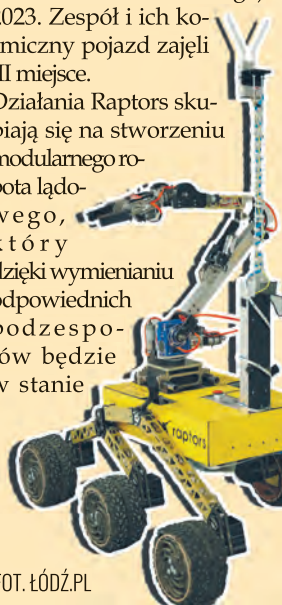 2023. Zespół i ich ko-
miczny pojazd zajęli
II miejsce.
Działania Raptors sku-
piają się na stworzeniu
modularnego ro-
bota lądo-
wego,
który
dzięki wymienianiu
odpowiednich
podzespo-
łów będzie
w stanie
raptors
FOT. ŁÓDŹ.PL